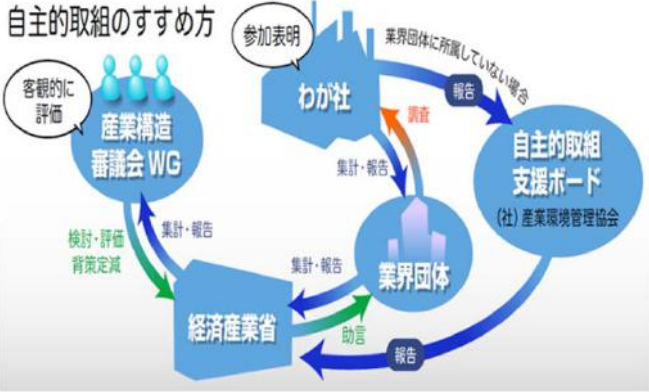 自主的取組のすすめ方
参加表明
客観的に
評価
産業構造
審議会 WG
わが社
業界団体に所属していない場合
報告
調査
集計・報告
自主的取組
支援ボード
(社) 産業環境管理協会
検討・評価
背策定減
集計・報告
集計・報告
業界団体
経済産業省
助言
報告